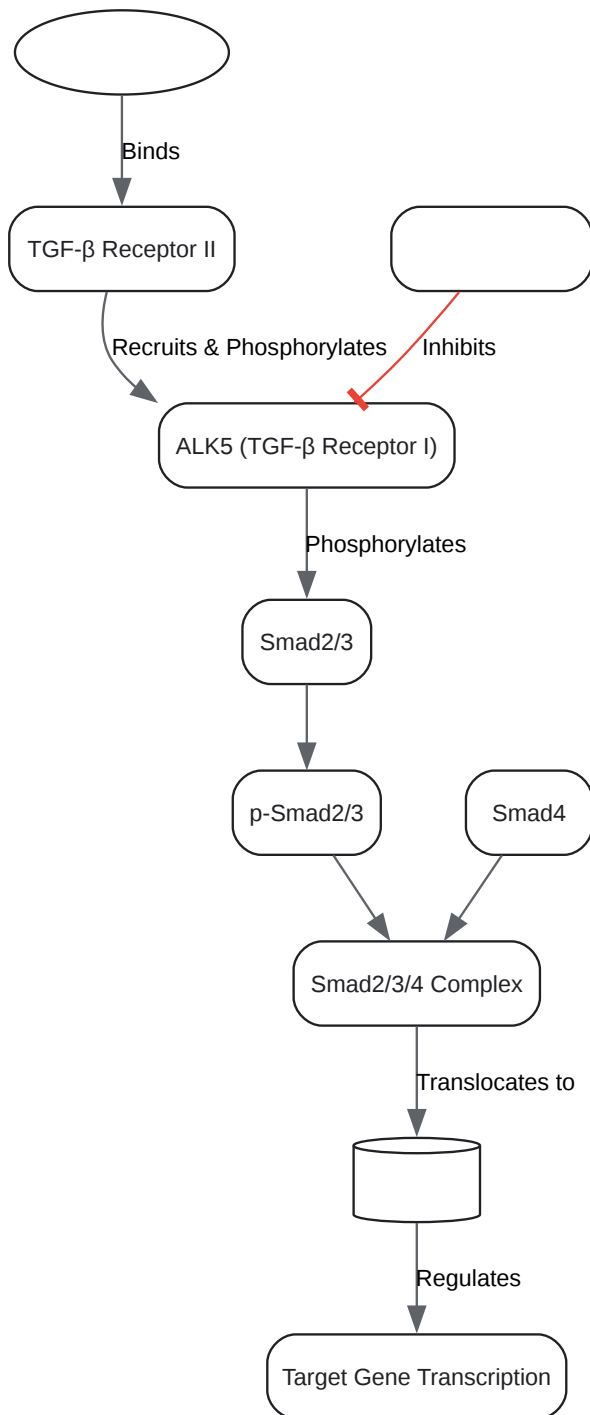 Binds
TGF-β Receptor II
Recruits & Phosphorylates
Inhibits
ALK5 (TGF-β Receptor I)
Phosphorylates
Smad2/3
p-Smad2/3
Smad4
Smad2/3/4 Complex
Translocates to
Regulates
Target Gene Transcription